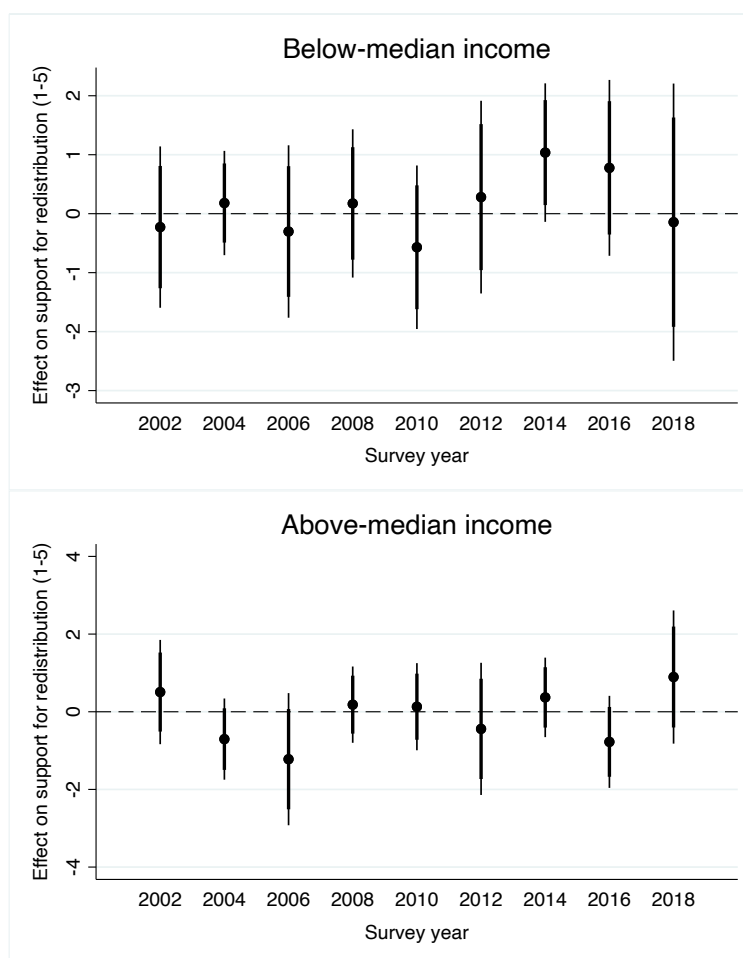 Below-median income
Effect on support for redistribution (1-5)
2
1
0
-1
-2
-3
2002 2004 2006 2008 2010 2012 2014 2016 2018
Survey year
Above-median income
Effect on support for redistribution (1-5)
4
2
0
-2
-4
2002 2004 2006 2008 2010 2012 2014 2016 2018
Survey year